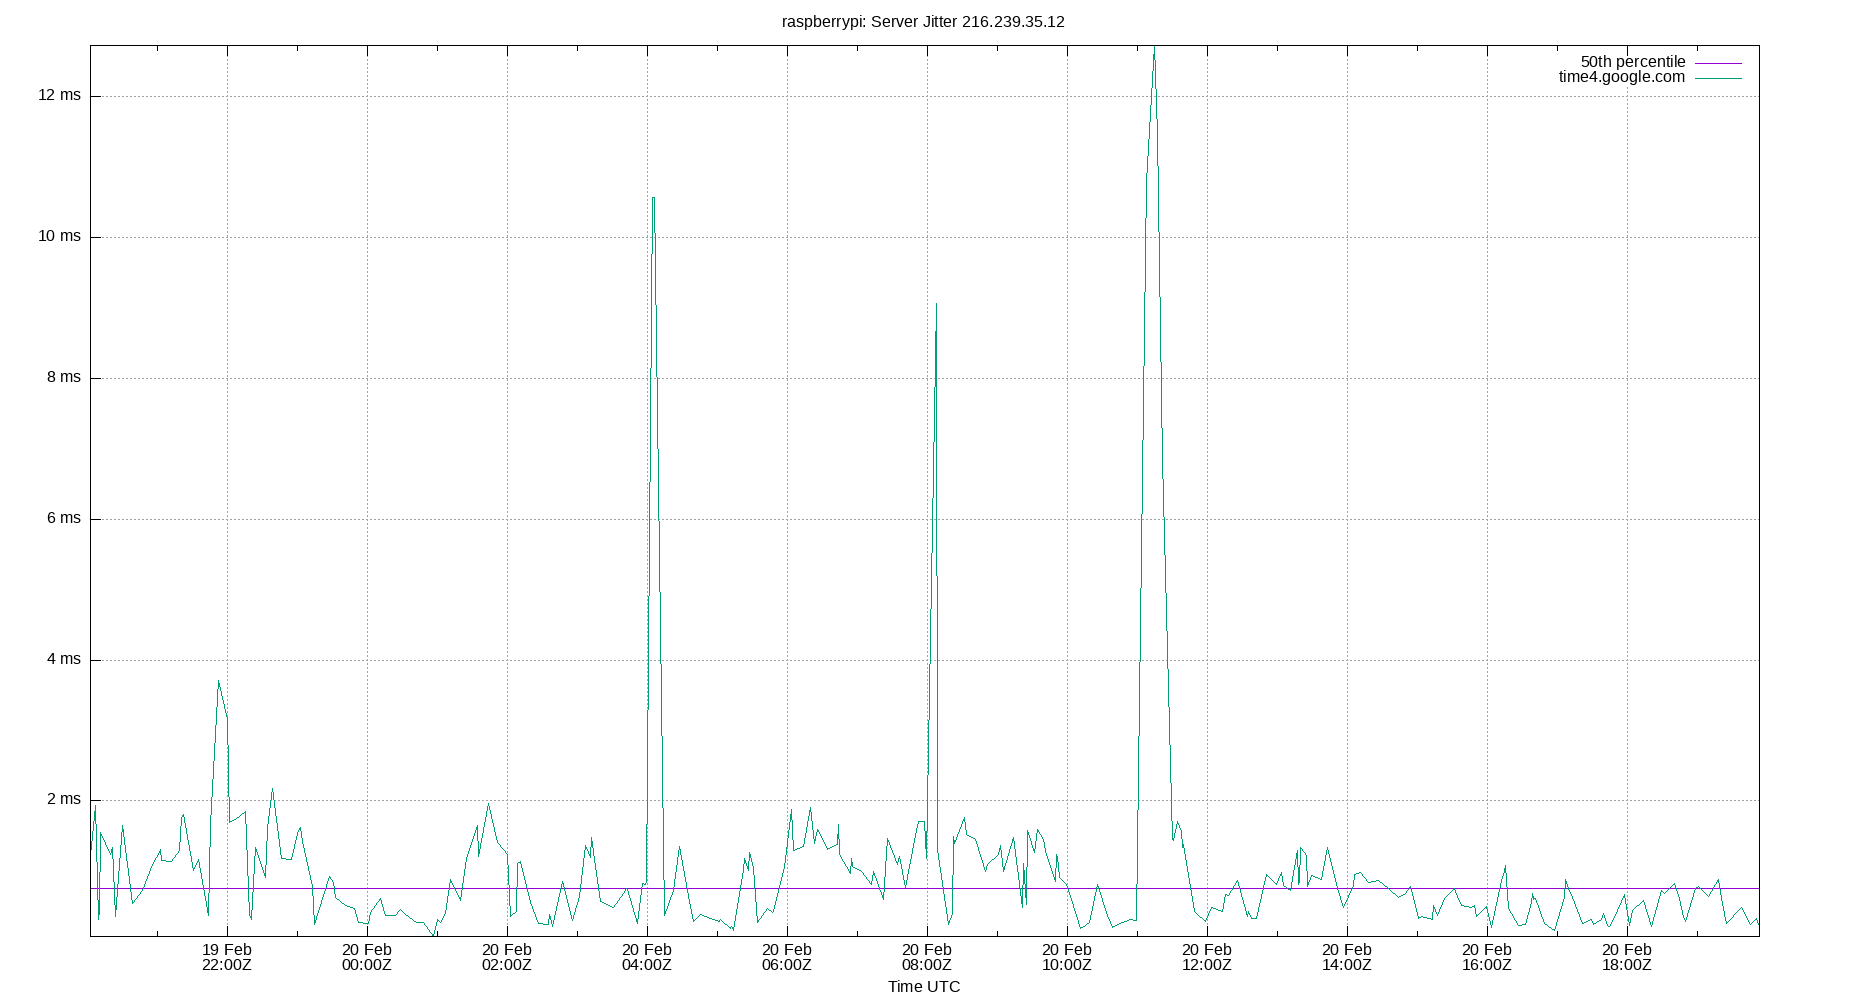 raspberrypi: Server Jitter 216.239.35.12
50th percentile
time4.google.com
12 ms
10 ms
8 ms
6 ms
4 ms
2 ms
19 Feb 20 Feb 20 Feb 20 Feb 20 Feb 20 Feb 20 Feb 20 Feb 20 Feb 20 Feb 20 Feb
22:00Z 00:00Z 02:00Z 04:00Z 06:00Z 08:00Z 10:00Z 12:00Z 14:00Z 16:00Z 18:00Z
Time UTC